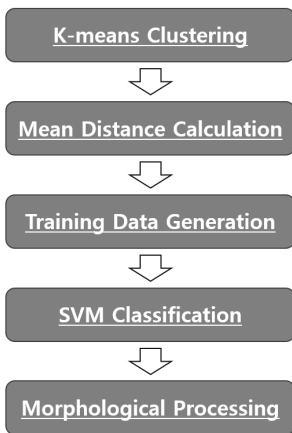 K-means Clustering
Mean Distance Calculation
Training Data Generation
SVM Classification
Morphological Processing